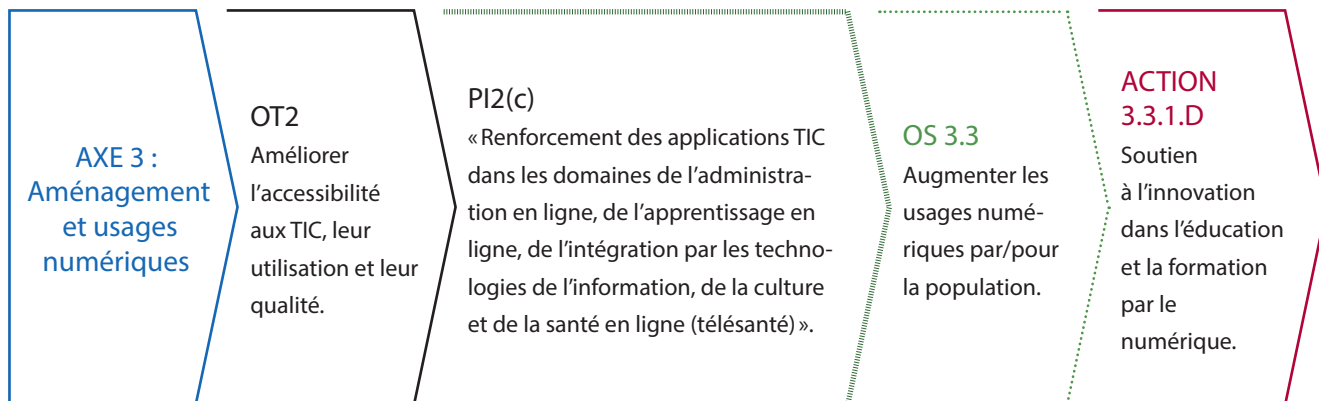 AXE 3 :
Aménagement
et usages
numériques
OT2
Améliorer
l’accessibilité
aux TIC, leur
utilisation et leur
qualité.
PI2(c)
« Renforcement des applications TIC
dans les domaines de l’administra-
tion en ligne, de l’apprentissage en
ligne, de l’intégration par les techno-
logies de l’information, de la culture
et de la santé en ligne (télésanté) ».
OS 3.3
Augmenter les
usages numé-
riques par/pour
la population.
ACTION
3.3.1.D
Soutien
à l’innovation
dans l’éducation
et la formation
par le
numérique.